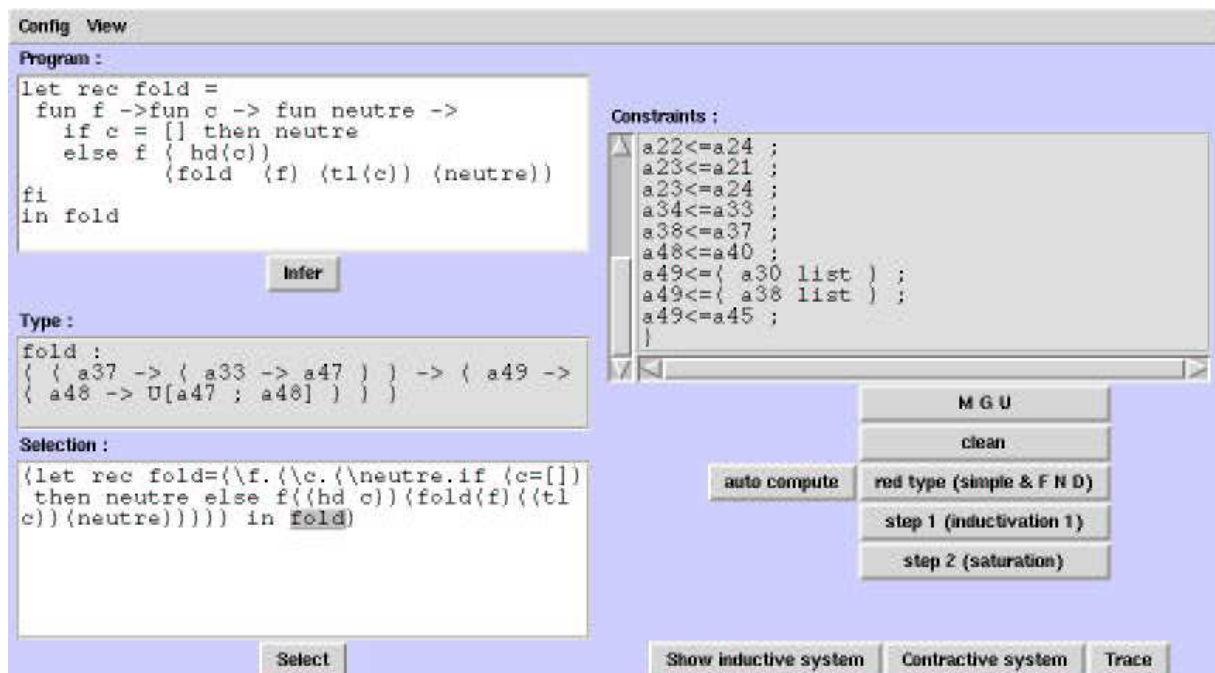 Config View
Program :
let rec fold =
fun f ->fun c -> fun neutre ->
if c = [] then neutre
else f ( hd(c))
(fold (f) (tl(c)) (neutre))
fi
in fold
Infer
Type :
fold :
( ( a37 -> ( a33 -> a47 ) ) -> ( a49 ->
( a48 -> U[a47 ; a48] ) ) )
Selection :
(let rec fold=(\f.(\c.(\neutre.if (c=[])
then neutre else f((hd c))(fold(f)((tl
c))(neutre))))) in fold)
Select
Constraints :
a22<=a24 ;
a23<=a21 ;
a23<=a24 ;
a34<=a33 ;
a38<=a37 ;
a48<=a40 ;
a49<=( a30 list ) ;
a49<=( a38 list ) ;
a49<=a45 ;
}
M G U
clean
auto compute red type (simple & F N D)
step 1 (inductivation 1)
step 2 (saturation)
Show inductive system Contractive system Trace